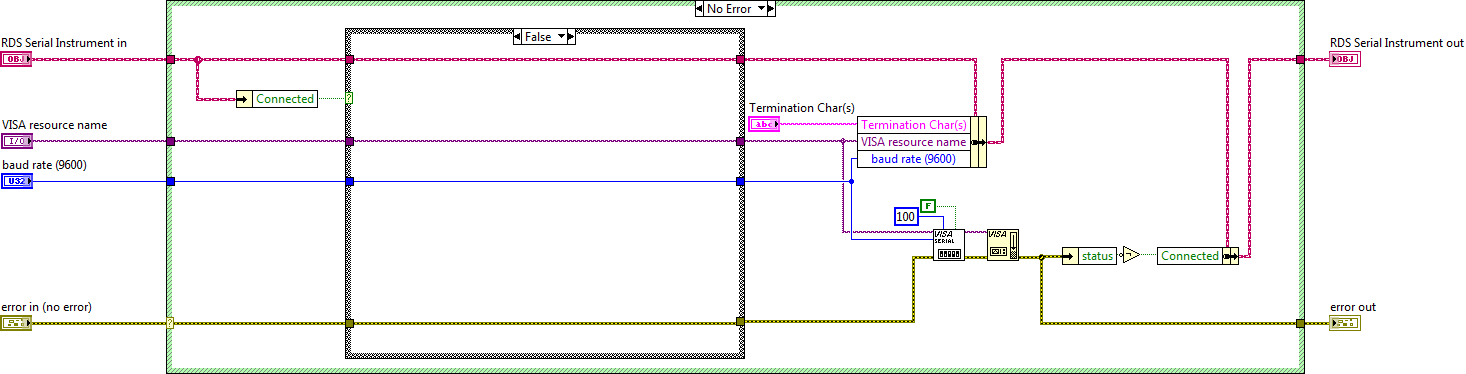 No Error
RDS Serial Instrument in
OBJ
False
RDS Serial Instrument out
OBJ
Connected
?
VISA resource name
I/O
Termination Char(s)
abc
Termination Char(s)
VISA resource name
baud rate (9600)
baud rate (9600)
U32
F
100
VISA
SERIAL
VISA
status
Connected
error in (no error)
?
error out